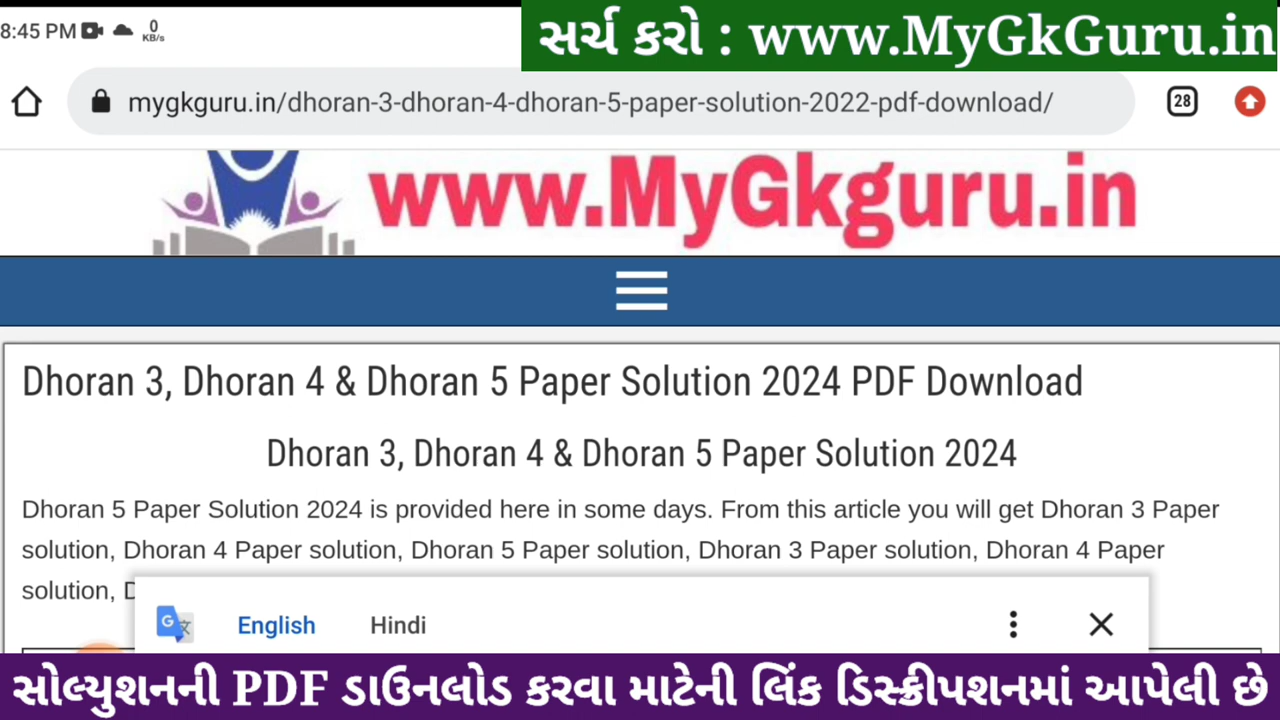 8:45 PM
0
KB/s
સર્ચ કરો : www.MyGkGuru.in
mygkguru.in/dhoran-3-dhoran-4-dhoran-5-paper-solution-2022-pdf-download/
28
www.MyGkguru.in
Dhoran 3, Dhoran 4 & Dhoran 5 Paper Solution 2024 PDF Download
Dhoran 3, Dhoran 4 & Dhoran 5 Paper Solution 2024
Dhoran 5 Paper Solution 2024 is provided here in some days. From this article you will get Dhoran 3 Paper
solution, Dhoran 4 Paper solution, Dhoran 5 Paper solution, Dhoran 3 Paper solution, Dhoran 4 Paper
solution,
English Hindi
સોલ્યુશનની PDF ડાઉનલોડ કરવા માટેની લિંક ડિસ્ક્રીપશનમાં આપેલી છે